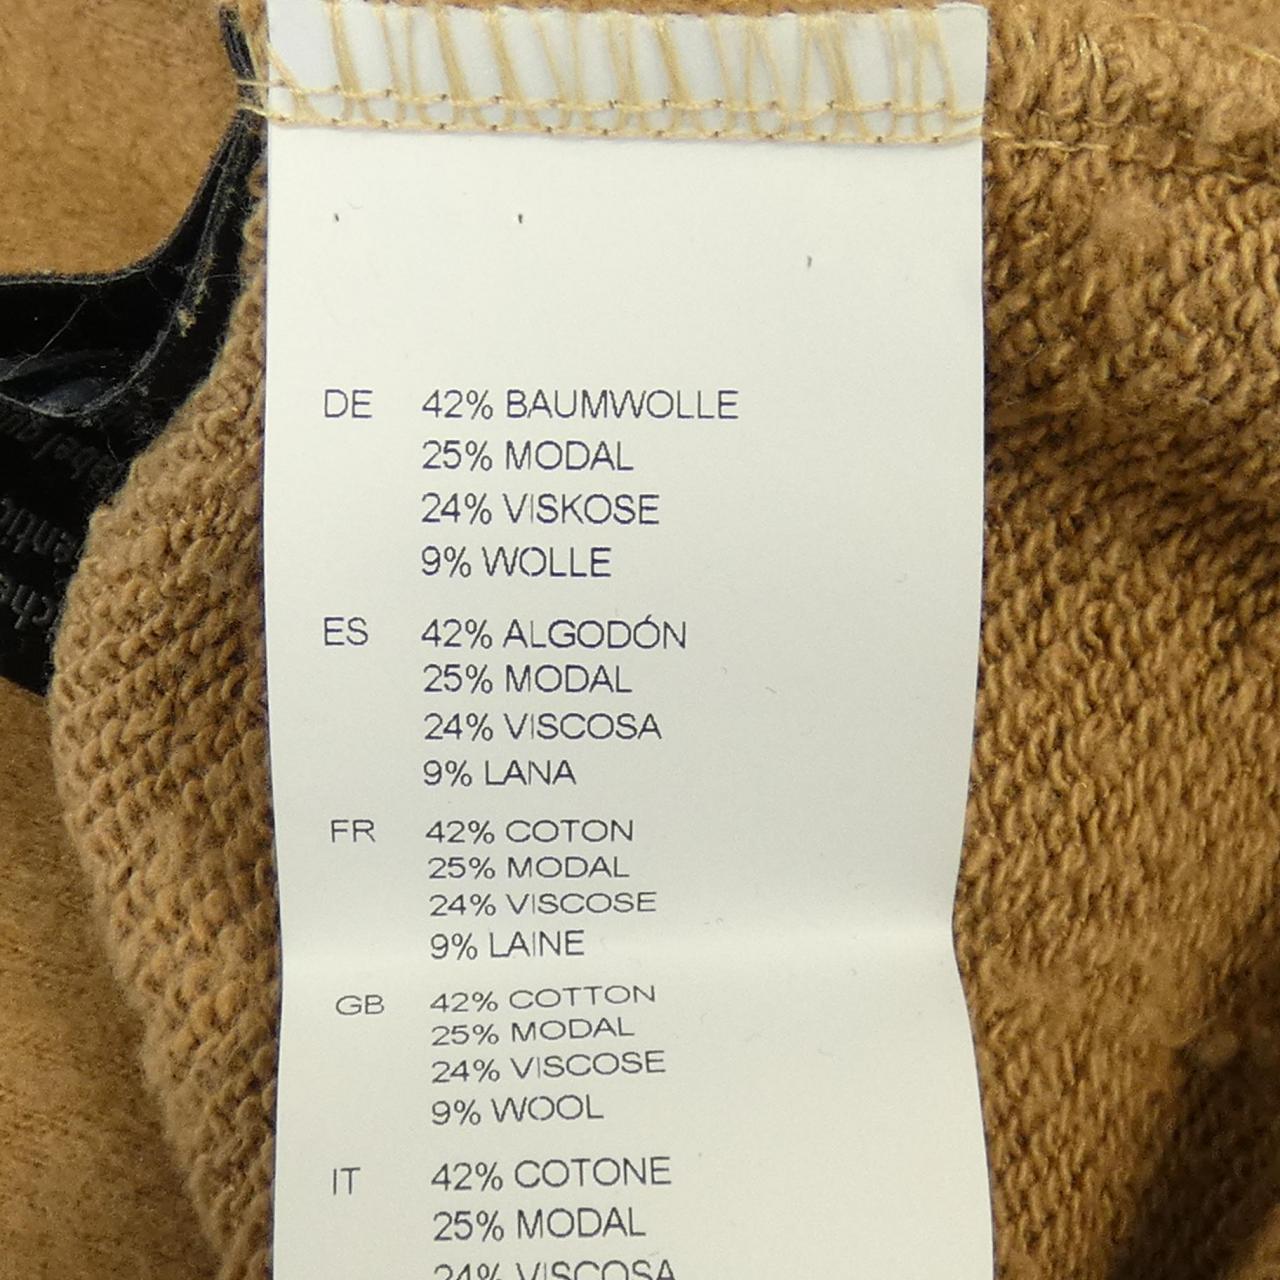 DE 42% BAUMWOLLE
25% MODAL
24% VISKOSE
9% WOLLE
ES 42% ALGODÓN
25% MODAL
24% VISCOSA
9% LANA
FR 42% COTON
25% MODAL
24% VISCOSE
9% LAINE
GB 42% COTTON
25% MODAL
24% VISCOSE
9% WOOL
IT 42% COTONE
25% MODAL
24% VISCOSA